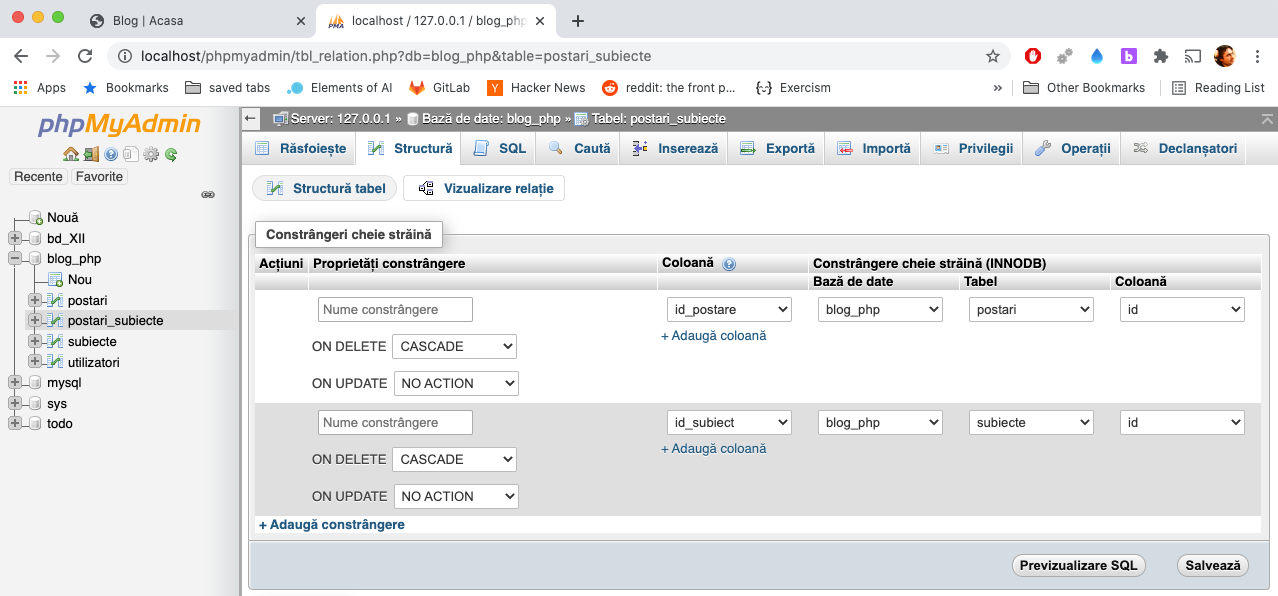 Blog | Acasa
localhost / 127.0.0.1 / blog_php
localhost/phpmyadmin/tbl_relation.php?db=blog_php&table=postari_subiecte
Apps Bookmarks saved tabs Elements of AI GitLab Hacker News reddit: the front p... {··} Exercism » Other Bookmarks Reading List
phpMyAdmin
Recente Favorite
Nouă
bd_XII
blog_php
Nou
postari
postari_subiecte
subiecte
utilizatori
mysql
sys
todo
Server: 127.0.0.1 » Bază de date: blog_php » Tabel: postari_subiecte
Răsfoiește Structură SQL Caută Inserează Exportă Importă Privilegii Operații Declanșatori
Structură tabel Vizualizare relație
Constrângeri cheie străină
Acțiuni Proprietăți constrângere Coloană Constrângere cheie străină (INNODB)
Bază de date Tabel Coloană
Nume constrângere id_postare blog_php postari id
+ Adaugă coloană
ON DELETE CASCADE
ON UPDATE NO ACTION
Nume constrângere id_subiect blog_php subiecte id
+ Adaugă coloană
ON DELETE CASCADE
ON UPDATE NO ACTION
+ Adaugă constrângere
Previzualizare SQL Salvează